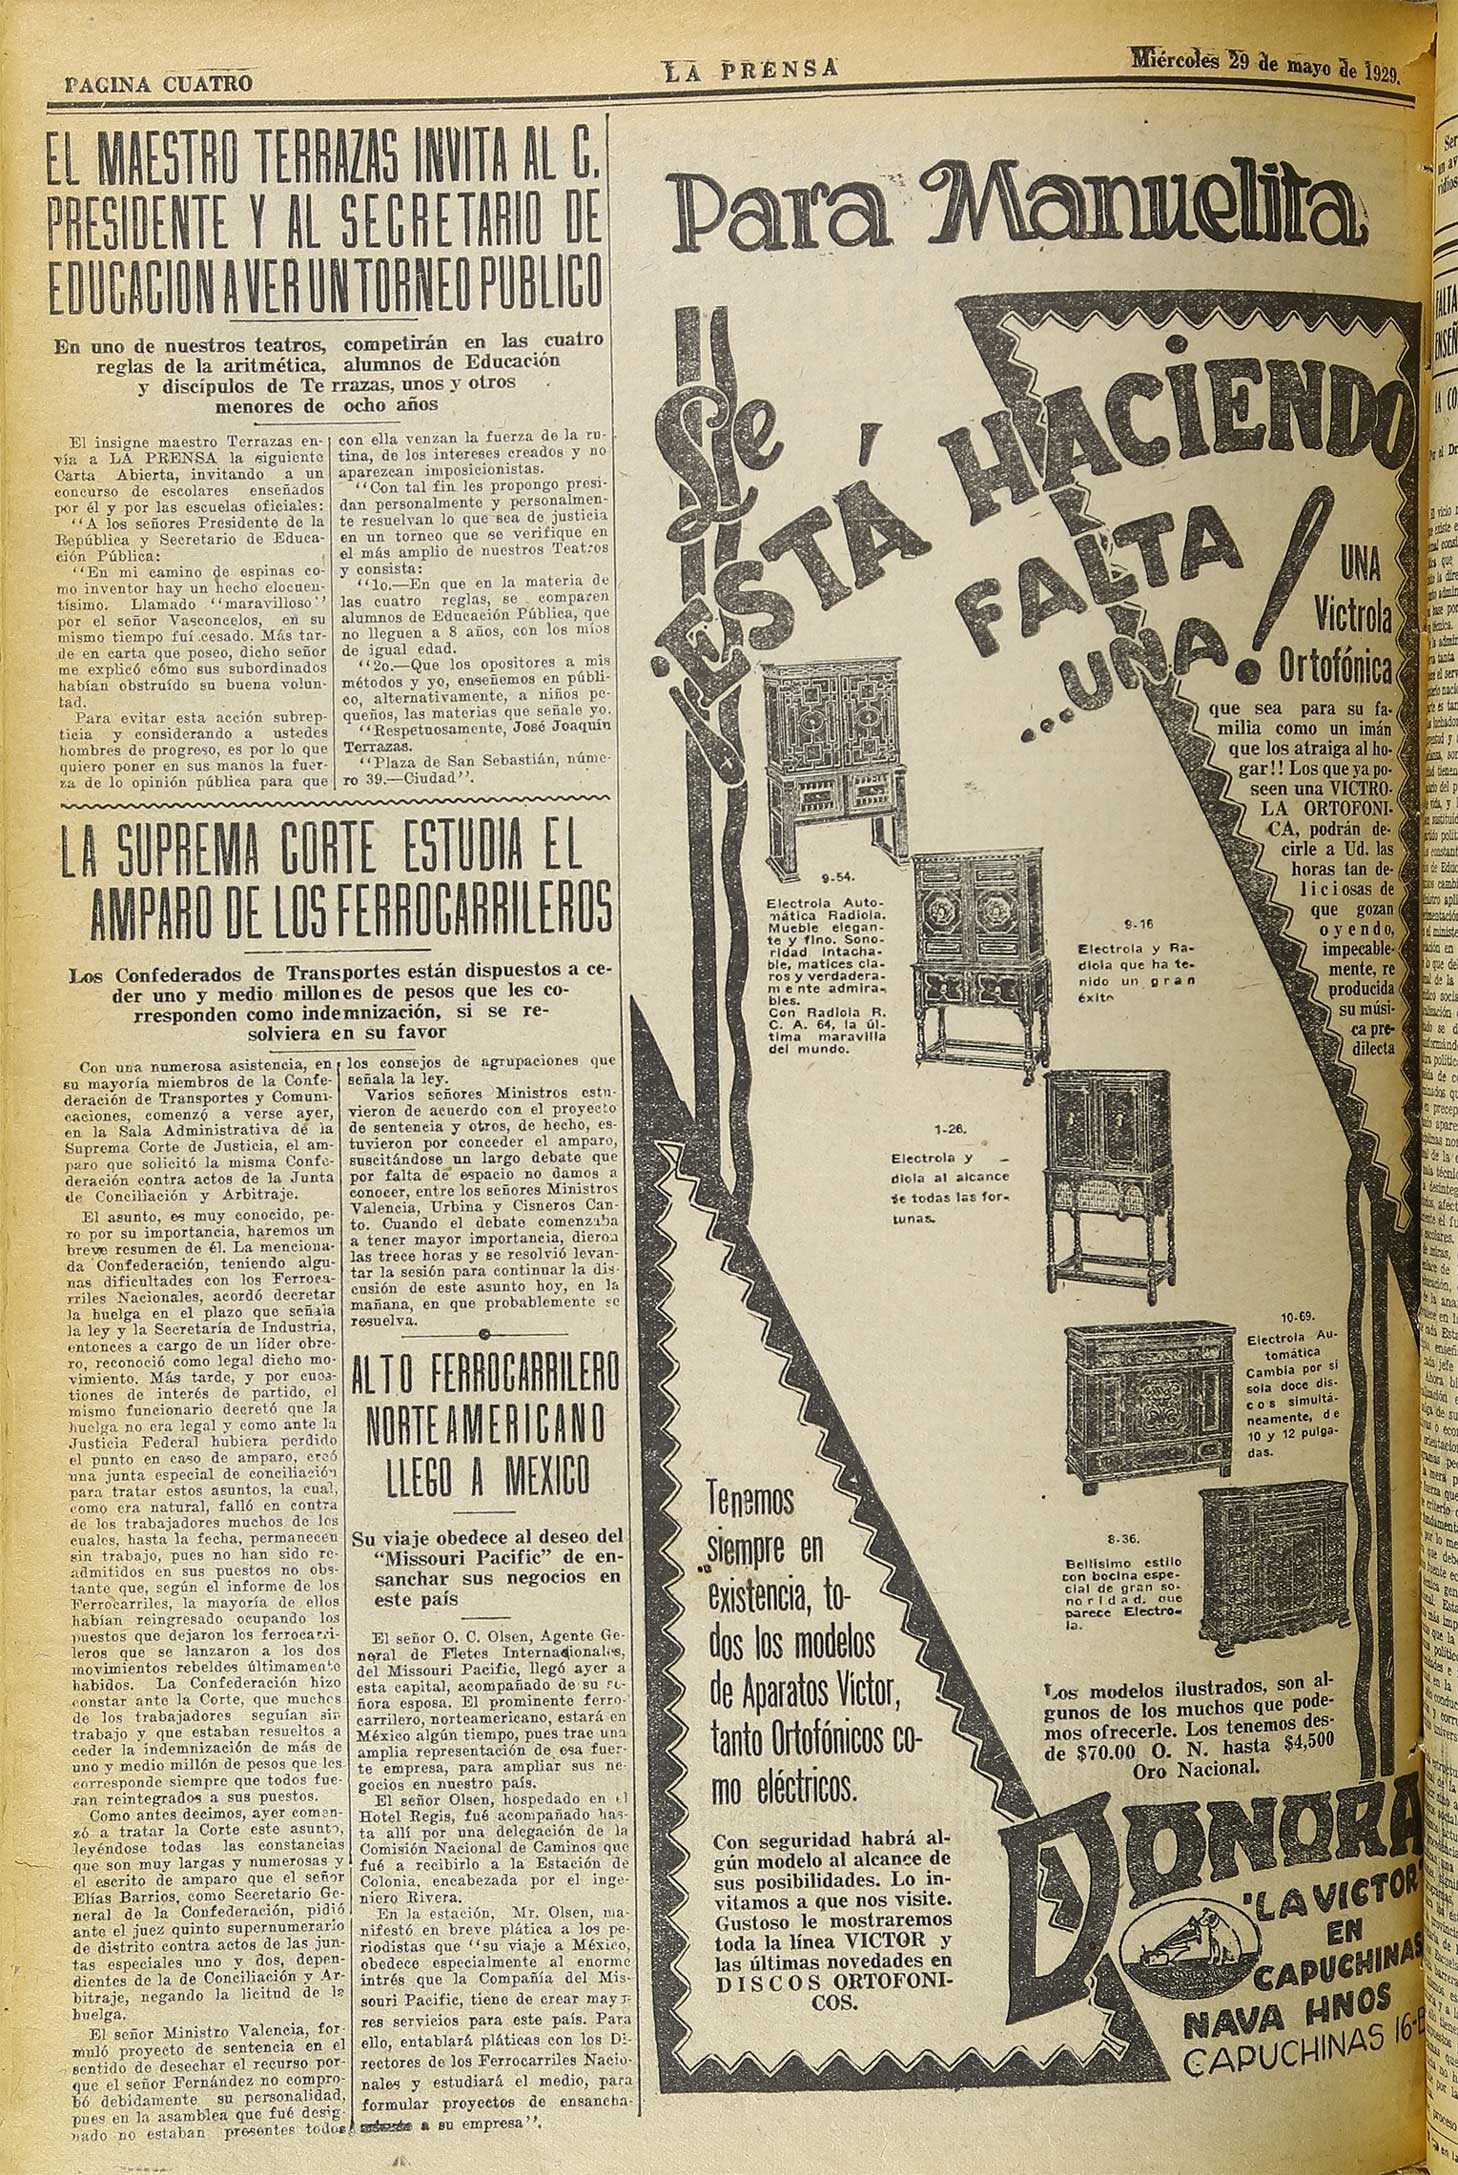 PAGINA CUATRO
LA PRENSA
Miércoles 29 de mayo de 1929.
EL MAESTRO TERRAZAS INVITA AL C.
PRESIDENTE Y AL SECRETARIO DE
EDUCACION A VER UN TORNEO PUBLICO
En uno de nuestros teatros, competirán en las cuatro
reglas de la aritmética, alumnos de Educación
y discípulos de Te rrazas, unos y otros
menores de ocho años
El insigne maestro Terrazas en-
vía a LA PRENSA la siguiente
Carta Abierta, invitando a un
concurso de escolares enseñados
por él y por las escuelas oficiales:
"A los señores Presidente de la
República y Secretario de Educa-
ción Pública:
"En mi camino de espinas co-
mo inventor hay un hecho elocuen-
tísimo. Llamado "maravilloso"
por el señor Vasconcelos, en su
mismo tiempo fuí cesado. Más tar-
de en carta que poseo, dicho señor
me explicó cómo sus subordinados
habían obstruído su buena volun-
tad.
Para evitar esta acción subrep-
ticia y considerando a ustedes
hombres de progreso, es por lo que
quiero poner en sus manos la fuer-
za de lo opinión pública para que
con ella venzan la fuerza de la ru-
tina, de los intereses creados y no
aparezcan imposicionistas.
"Con tal fin les propongo presi-
dan personalmente y personalmen-
te resuelvan lo que sea de justicia
en un torneo que se verifique en
el más amplio de nuestros Teatros
y consista:
"1o.—En que en la materia de
las cuatro reglas, se comparen
alumnos de Educación Pública, que
no lleguen a 8 años, con los míos
de igual edad.
"2o.—Que los opositores a mis
métodos y yo, enseñemos en públi-
co, alternativamente, a niños pe-
queños, las materias que señale yo.
"Respetuosamente, José Joaquín
Terrazas.
"Plaza de San Sebastián, núme-
ro 39.—Ciudad".
LA SUPREMA CORTE ESTUDIA EL
AMPARO DE LOS FERROCARRILEROS
Los Confederados de Transportes están dispuestos a ce-
der uno y medio millones de pesos que les co-
rresponden como indemnización, si se re-
solviera en su favor
Con una numerosa asistencia, en
su mayoría miembros de la Confe-
deración de Transportes y Comuni-
caciones, comenzó a verse ayer,
en la Sala Administrativa de la
Suprema Corte de Justicia, el am-
paro que solicitó la misma Confe-
deración contra actos de la Junta
de Conciliación y Arbitraje.
El asunto, es muy conocido, pe-
ro por su importancia, haremos un
breve resumen de él. La menciona-
da Confederación, teniendo algu-
nas dificultades con los Ferroca-
rriles Nacionales, acordó decretar
la huelga en el plazo que señala
la ley y la Secretaría de Industria,
entonces a cargo de un líder obre-
ro, reconoció como legal dicho mo-
vimiento. Más tarde, y por cues-
tiones de interés de partido, el
mismo funcionario decretó que la
huelga no era legal y como ante la
Justicia Federal hubiera perdido
el punto en caso de amparo, creó
una junta especial de conciliación
para tratar estos asuntos, la cual,
como era natural, falló en contra
de los trabajadores muchos de los
cuales, hasta la fecha, permanecen
sin trabajo, pues no han sido re-
admitidos en sus puestos no obs-
tante que, según el informe de los
Ferrocarriles, la mayoría de ellos
habían reingresado ocupando los
puestos que dejaron los ferrocarri-
leros que se lanzaron a los dos
movimientos rebeldes últimamente
habidos. La Confederación hizo
constar ante la Corte, que muchos
de los trabajadores seguían sin
trabajo y que estaban resueltos a
ceder la indemnización de más de
uno y medio millón de pesos que les
corresponde siempre que todos fue-
ran reintegrados a sus puestos.
Como antes decimos, ayer comen-
zó a tratar la Corte este asunto,
leyéndose todas las constancias
que son muy largas y numerosas y
el escrito de amparo que el señor
Elías Barrios, como Secretario Ge-
neral de la Confederación, pidió
ante el juez quinto supernumerario
de distrito contra actos de las jun-
tas especiales uno y dos, depen-
dientes de la de Conciliación y Ar-
bitraje, negando la licitud de la
huelga.
El señor Ministro Valencia, for-
muló proyecto de sentencia en el
sentido de desechar el recurso por-
que el señor Fernández no compro-
bó debidamente su personalidad,
pues en la asamblea que fué desig-
nado no estaban presentes todos
los consejos de agrupaciones que
señala la ley.
Varios señores Ministros estu-
vieron de acuerdo con el proyecto
de sentencia y otros, de hecho, es-
tuvieron por conceder el amparo,
suscitándose un largo debate que
por falta de espacio no damos a
conocer, entre los señores Ministros
Valencia, Urbina y Cisneros Can-
to. Cuando el debate comenzaba
a tener mayor importancia, dieron
las trece horas y se resolvió levan-
tar la sesión para continuar la dis-
cusión de este asunto hoy, en la
mañana, en que probablemente se
resuelva.
ALTO FERROCARRILERO
NORTEAMERICANO
LLEGO A MEXICO
Su viaje obedece al deseo del
"Missouri Pacific" de en-
sanchar sus negocios en
este país
El señor O. C. Olsen, Agente Ge-
neral de Fletes Internacionales,
del Missouri Pacific, llegó ayer a
esta capital, acompañado de su se-
ñora esposa. El prominente ferro-
carrilero, norteamericano, estará en
México algún tiempo, pues trae una
amplia representación de esa fuer-
te empresa, para ampliar sus ne-
gocios en nuestro país.
El señor Olsen, hospedado en el
Hotel Regis, fué acompañado has-
ta allí por una delegación de la
Comisión Nacional de Caminos que
fué a recibirlo a la Estación de
Colonia, encabezada por el inge-
niero Rivera.
En la estación, Mr. Olsen, ma-
nifestó en breve plática a los pe-
riodistas que "su viaje a México,
obedece especialmente al enorme
intrés que la Compañía del Mis-
souri Pacific, tiene de crear mayo-
res servicios para este país. Para
ello, entablará pláticas con los Di-
rectores de los Ferrocarriles Nacio-
nales y estudiará el medio, para
formular proyectos de ensancha-
a su empresa".
Para Manuelita
¡Le
ESTÁ HACIENDO
FALTA
...UNA!
UNA
Victrola
Ortofónica
que sea para su fa-
milia como un imán
que los atraiga al ho-
gar!! Los que ya po-
seen una VICTRO-
LA ORTOFONI-
CA, podrán de-
cirle a Ud. las
horas tan de-
liciosas de
que gozan
oyendo,
impecable-
mente, re
producida
su músi-
ca pre-
dilecta
9-54.
Electrola Auto-
mática Radiola.
Mueble elegan-
te y fino. Sono-
ridad intacha-
ble, matices cla-
ros y verdadera-
mente admira-
bles.
Con Radiola R.
C. A. 64, la úl-
tima maravilla
del mundo.
9-16
Electrola y Ra-
diola que ha te-
nido un gran
éxito
1-26.
Electrola y
diola al alcance
de todas las for-
tunas.
10-69.
Electrola Au-
tomática
Cambia por si
sola doce dis-
cos simultá-
neamente, de
10 y 12 pulga-
das.
8-36.
Bellísimo estilo
con bocina espe-
cial de gran so-
noridad, que
parece Electro-
la.
Tenemos
siempre en
existencia, to-
dos los modelos
de Aparatos Victor,
tanto Ortofónicos co-
mo eléctricos.
Con seguridad habrá al-
gún modelo al alcance de
sus posibilidades. Lo in-
vitamos a que nos visite.
Gustoso le mostraremos
toda la línea VICTOR y
las últimas novedades en
DISCOS ORTOFONI-
COS.
Los modelos ilustrados, son al-
gunos de los muchos que pode-
mos ofrecerle. Los tenemos des-
de $70.00 O. N. hasta $4,500
Oro Nacional.
DONORA
"LA VICTOR"
EN
CAPUCHINAS
NAVA HNOS
CAPUCHINAS 16-B